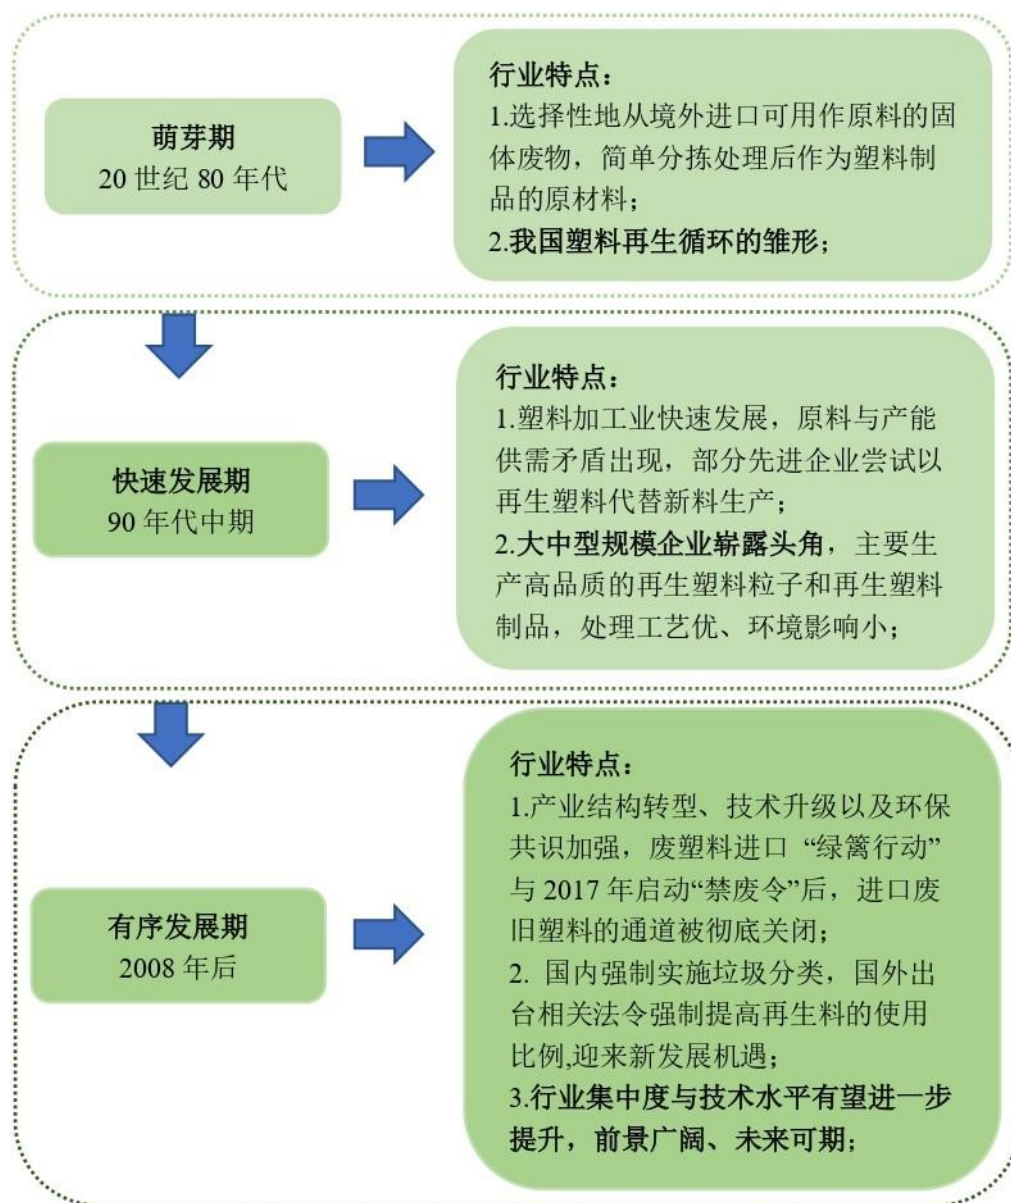 萌芽期
20 世纪 80 年代
行业特点：
1.选择性地从境外进口可用作原料的固
体废物，简单分拣处理后作为塑料制
品的原材料；
2.我国塑料再生循环的雏形；
快速发展期
90 年代中期
行业特点：
1.塑料加工业快速发展，原料与产能
供需矛盾出现，部分先进企业尝试以
再生塑料代替新料生产；
2.大中型规模企业崭露头角，主要生
产高品质的再生塑料粒子和再生塑料
制品，处理工艺优、环境影响小；
有序发展期
2008 年后
行业特点：
1.产业结构转型、技术升级以及环保
共识加强，废塑料进口 “绿篱行动”
与 2017 年启动“禁废令”后，进口废
旧塑料的通道被彻底关闭；
2. 国内强制实施垃圾分类，国外出
台相关法令强制提高再生料的使用
比例,迎来新发展机遇；
3.行业集中度与技术水平有望进一步
提升，前景广阔、未来可期；